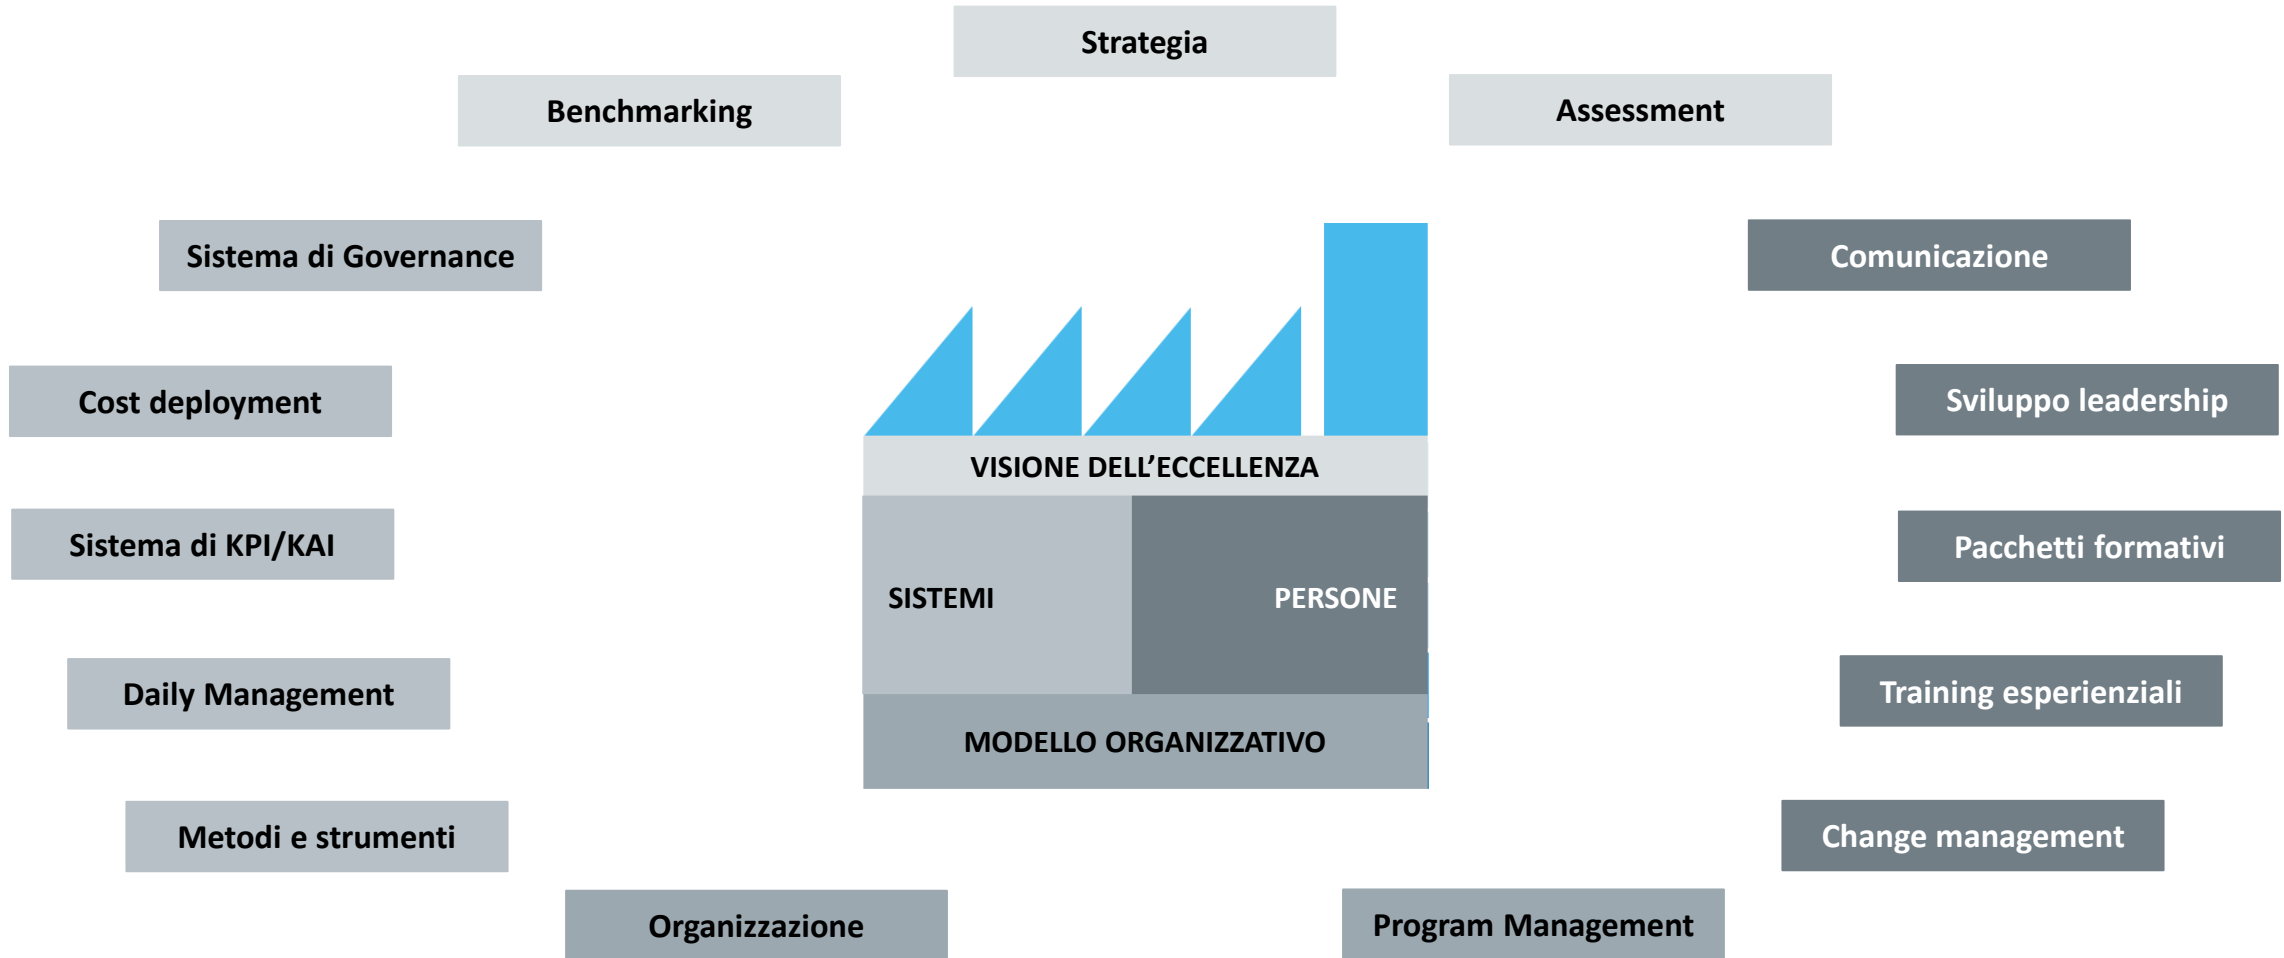 Strategia
Benchmarking
Assessment
Sistema di Governance
Comunicazione
Cost deployment
Sviluppo leadership
VISIONE DELL’ECCELLENZA
Sistema di KPI/KAI
Pacchetti formativi
SISTEMI
PERSONE
Daily Management
Training esperienziali
MODELLO ORGANIZZATIVO
Metodi e strumenti
Change management
Organizzazione
Program Management